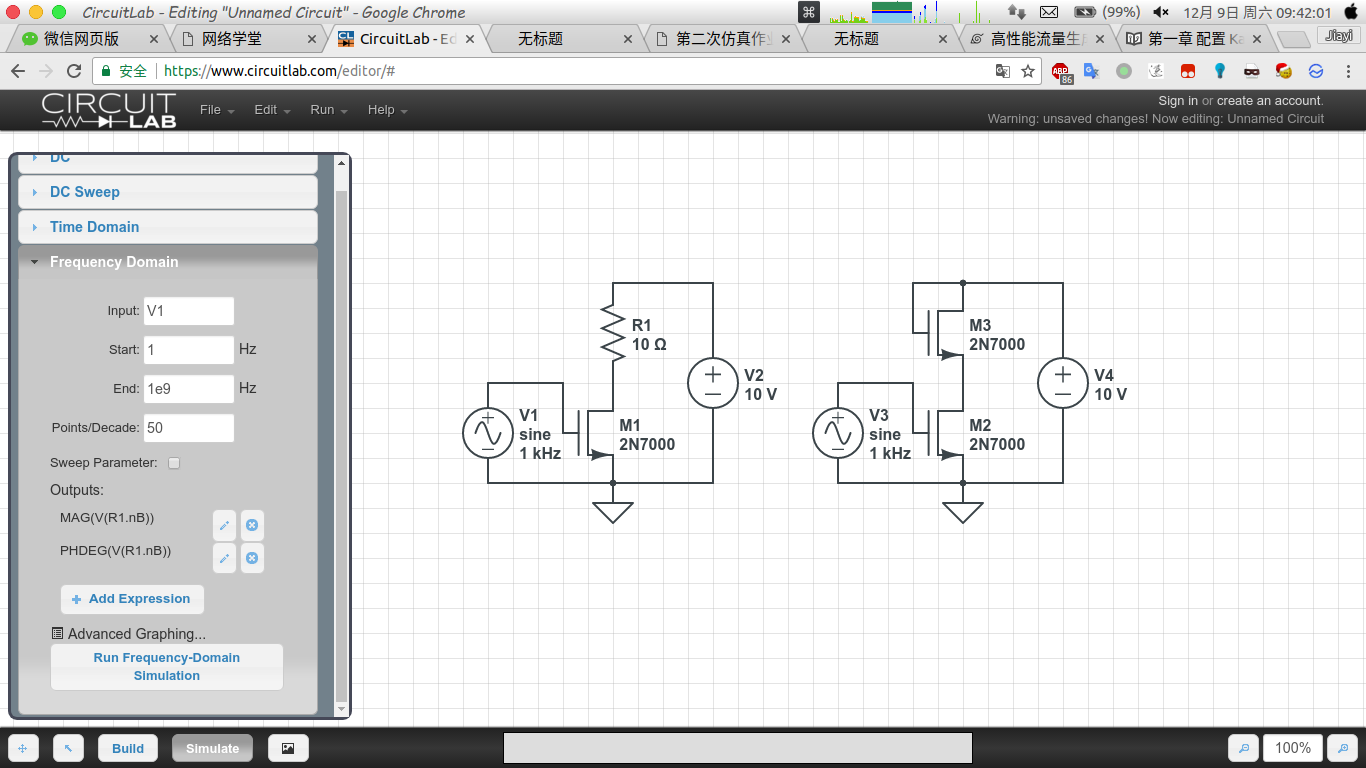 CircuitLab - Editing "Unnamed Circuit" - Google Chrome
(99%)
12月 9日 周六 09:42:01
微信网页版
网络学堂
CircuitLab - Ed
无标题
第二次仿真作业
无标题
高性能流量生
第一章 配置 Ka
Jiayi
安全
https://www.circuitlab.com/editor/#
ABP
86
CIRCUIT
LAB
File
Edit
Run
Help
Sign in or create an account.
Warning: unsaved changes! Now editing: Unnamed Circuit
DC
DC Sweep
Time Domain
Frequency Domain
Input: V1
Start: 1 Hz
End: 1e9 Hz
Points/Decade: 50
Sweep Parameter:
Outputs:
MAG(V(R1.nB))
PHDEG(V(R1.nB))
+ Add Expression
Advanced Graphing...
Run Frequency-Domain
Simulation
R1
10 Ω
V2
10 V
V1
sine
1 kHz
M1
2N7000
M3
2N7000
V4
10 V
V3
sine
1 kHz
M2
2N7000
Build
Simulate
100%